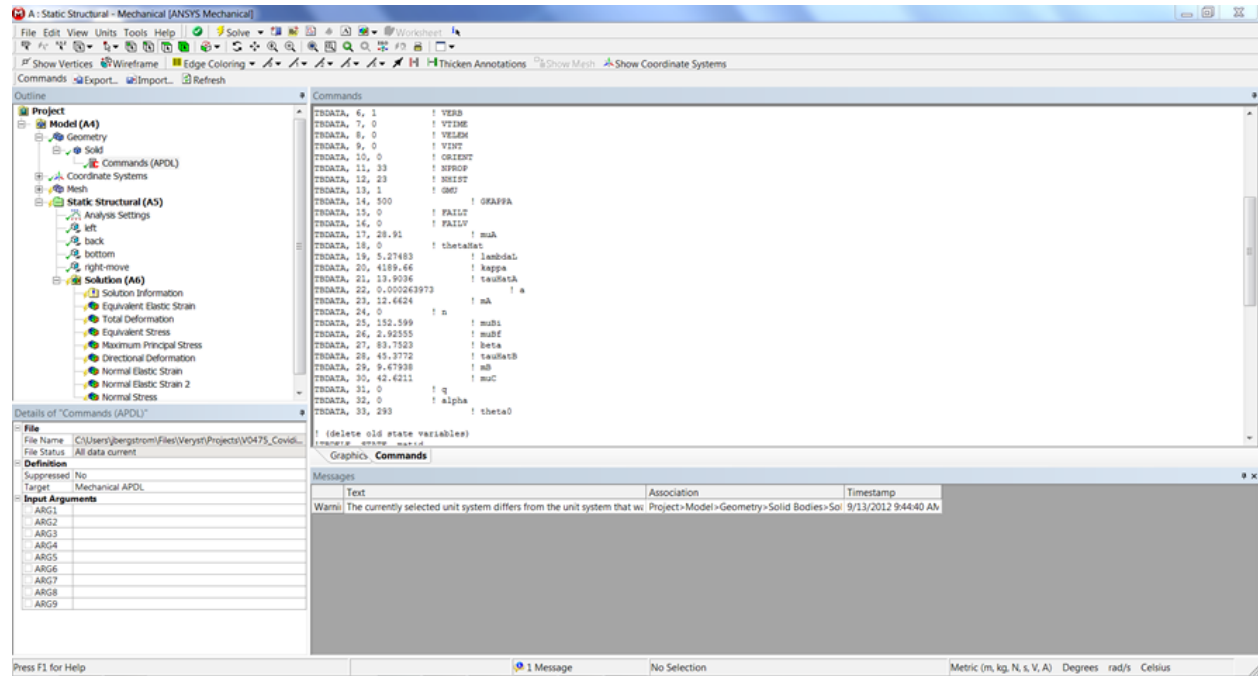 A : Static Structural - Mechanical [ANSYS Mechanical]
File Edit View Units Tools Help Solve Worksheet
Show Vertices Wireframe Edge Coloring Thicken Annotations Show Mesh Show Coordinate Systems
Commands Export... Import... Refresh
Outline
Project
Model (A4)
Geometry
Solid
Commands (APDL)
Coordinate Systems
Mesh
Static Structural (A5)
Analysis Settings
left
back
bottom
right-move
Solution (A6)
Solution Information
Equivalent Elastic Strain
Total Deformation
Equivalent Stress
Maximum Principal Stress
Directional Deformation
Normal Elastic Strain
Normal Elastic Strain 2
Normal Stress
Details of "Commands (APDL)"
File
File Name C:\Users\jbergstrom\Files\Veryst\Projects\V0475_Covidi...
File Status All data current
Definition
Suppressed No
Target Mechanical APDL
Input Arguments
ARG1
ARG2
ARG3
ARG4
ARG5
ARG6
ARG7
ARG8
ARG9
Commands
TBDATA, 6, 1 ! VERB
TBDATA, 7, 0 ! VTIME
TBDATA, 8, 0 ! VELEM
TBDATA, 9, 0 ! VINT
TBDATA, 10, 0 ! ORIENT
TBDATA, 11, 33 ! NPROP
TBDATA, 12, 23 ! NHIST
TBDATA, 13, 1 ! GMU
TBDATA, 14, 500 ! GKAPPA
TBDATA, 15, 0 ! FAILT
TBDATA, 16, 0 ! FAILV
TBDATA, 17, 28.91 ! muA
TBDATA, 18, 0 ! thetaHat
TBDATA, 19, 5.27483 ! lambdaL
TBDATA, 20, 4189.66 ! kappa
TBDATA, 21, 13.9036 ! tauHatA
TBDATA, 22, 0.000263973 ! a
TBDATA, 23, 12.6624 ! mA
TBDATA, 24, 0 ! n
TBDATA, 25, 152.599 ! muBi
TBDATA, 26, 2.92555 ! muBf
TBDATA, 27, 83.7523 ! beta
TBDATA, 28, 45.3772 ! tauHatB
TBDATA, 29, 9.67938 ! mB
TBDATA, 30, 42.6211 ! muC
TBDATA, 31, 0 ! q
TBDATA, 32, 0 ! alpha
TBDATA, 33, 293 ! theta0
! (delete old state variables)
Graphics Commands
Messages
Text Association Timestamp
The currently selected unit system differs from the unit system that Project>Model>Geometry>Solid Bodies>Sol 9/13/2012 9:44:40 AM
Press F1 for Help 1 Message No Selection Metric (m, kg, N, s, V, A) Degrees rad/s Celsius